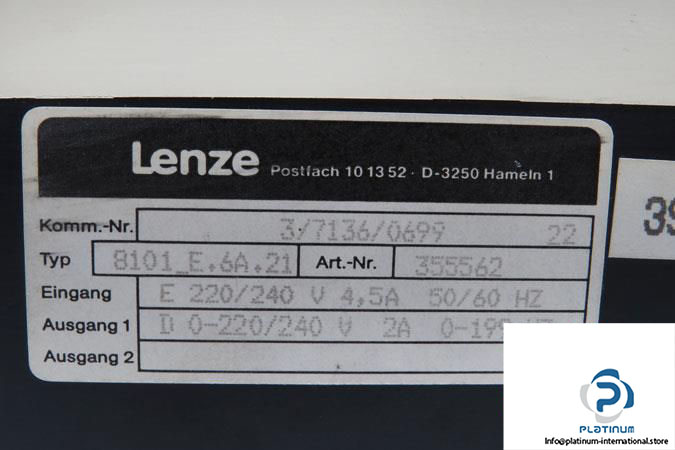 Lenze Postfach 10 13 52 · D-3250 Hameln 1
Komm.-Nr. 3/7136/0699 22
Typ 8101_E.6A.21 Art.-Nr. 355562
Eingang E 220/240 V 4,5A 50/60 HZ
Ausgang 1 D 0-220/240 V 2A
Ausgang 2
PLATINUM
Info@platinum-international.store